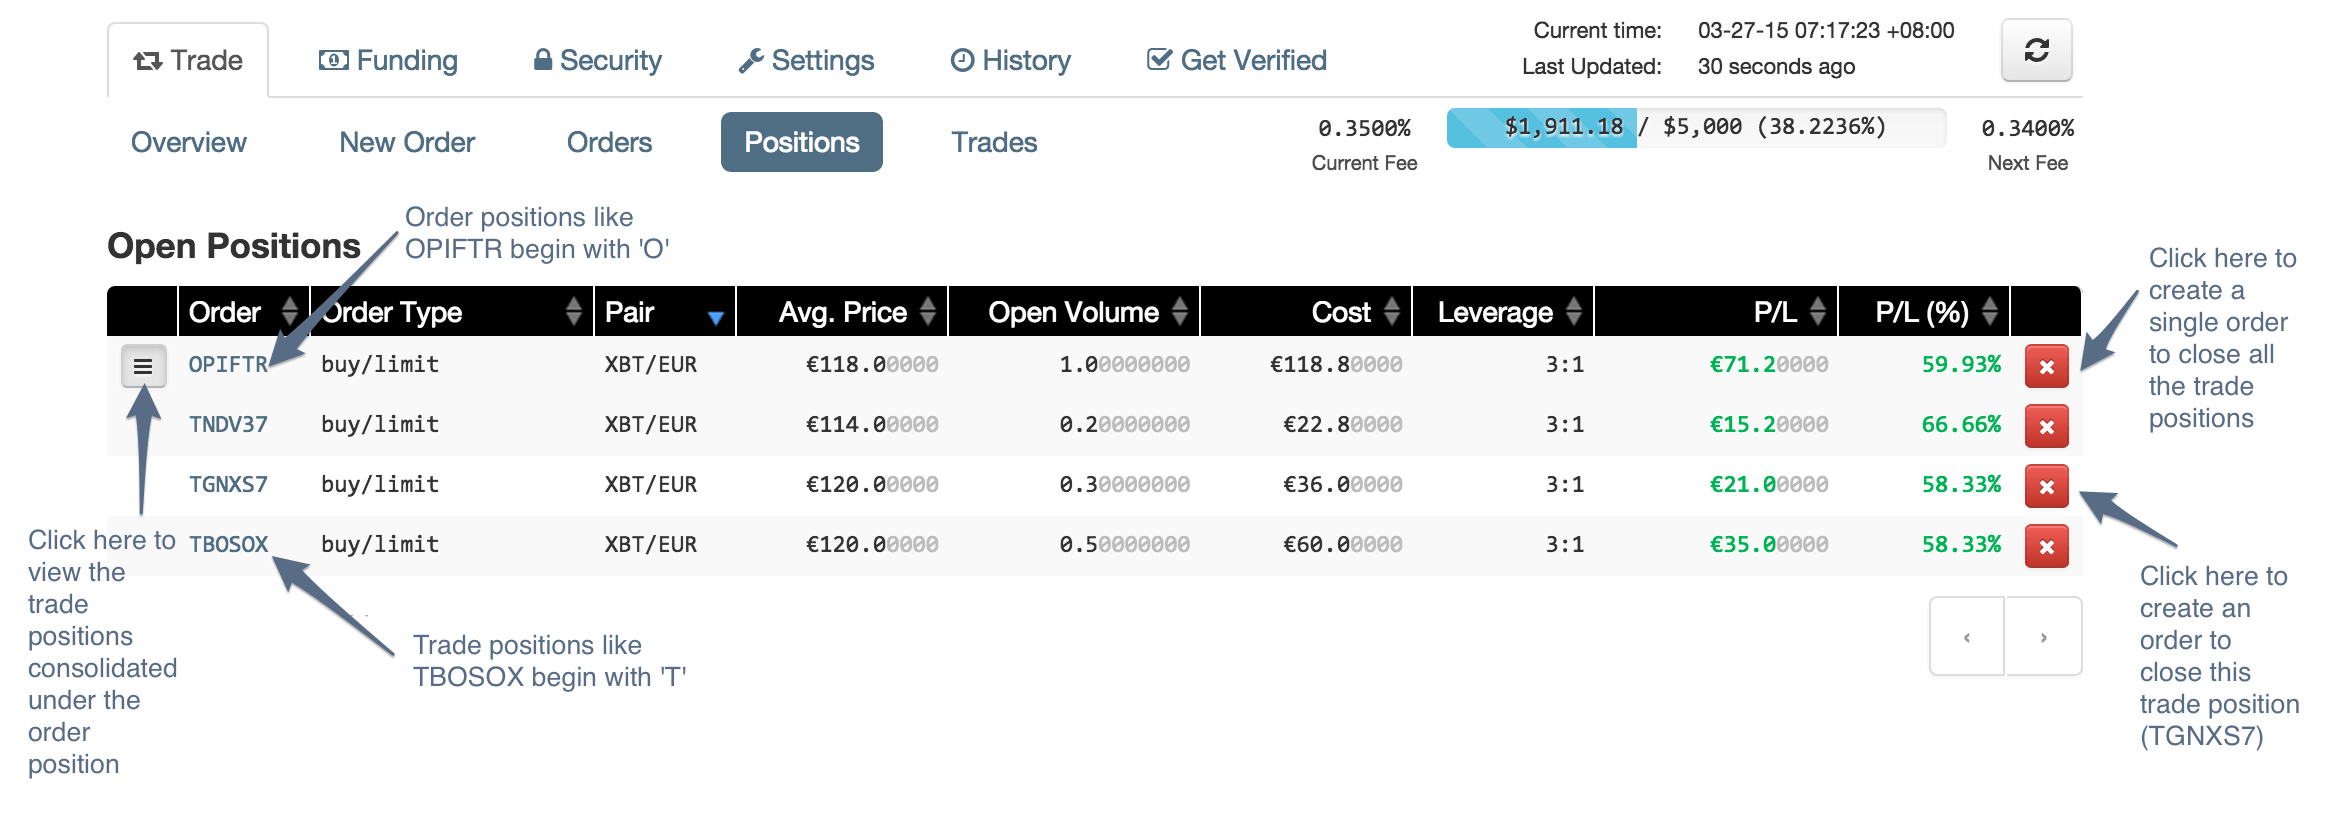 Trade Funding Security Settings History Get Verified
Current time: 03-27-15 07:17:23 +08:00
Last Updated: 30 seconds ago
Overview New Order Orders Positions Trades
0.3500% $1,911.18 / $5,000 (38.2236%) 0.3400%
Current Fee Next Fee
Order positions like
OPIFTR begin with 'O'
Open Positions
Order Order Type Pair Avg. Price Open Volume Cost Leverage P/L P/L (%)
OPIFTR buy/limit XBT/EUR €118.00000 1.00000000 €118.80000 3:1 €71.20000 59.93%
TNDV37 buy/limit XBT/EUR €114.00000 0.20000000 €22.80000 3:1 €15.20000 66.66%
TGNXS7 buy/limit XBT/EUR €120.00000 0.30000000 €36.00000 3:1 €21.00000 58.33%
TBOSOX buy/limit XBT/EUR €120.00000 0.50000000 €60.00000 3:1 €35.00000 58.33%
Click here to
create a
single order
to close all
the trade
positions
Click here to
view the
trade
positions
consolidated
under the
order
position
Trade positions like
TBOSOX begin with 'T'
‹ ›
Click here to
create an
order to
close this
trade position
(TGNXS7)